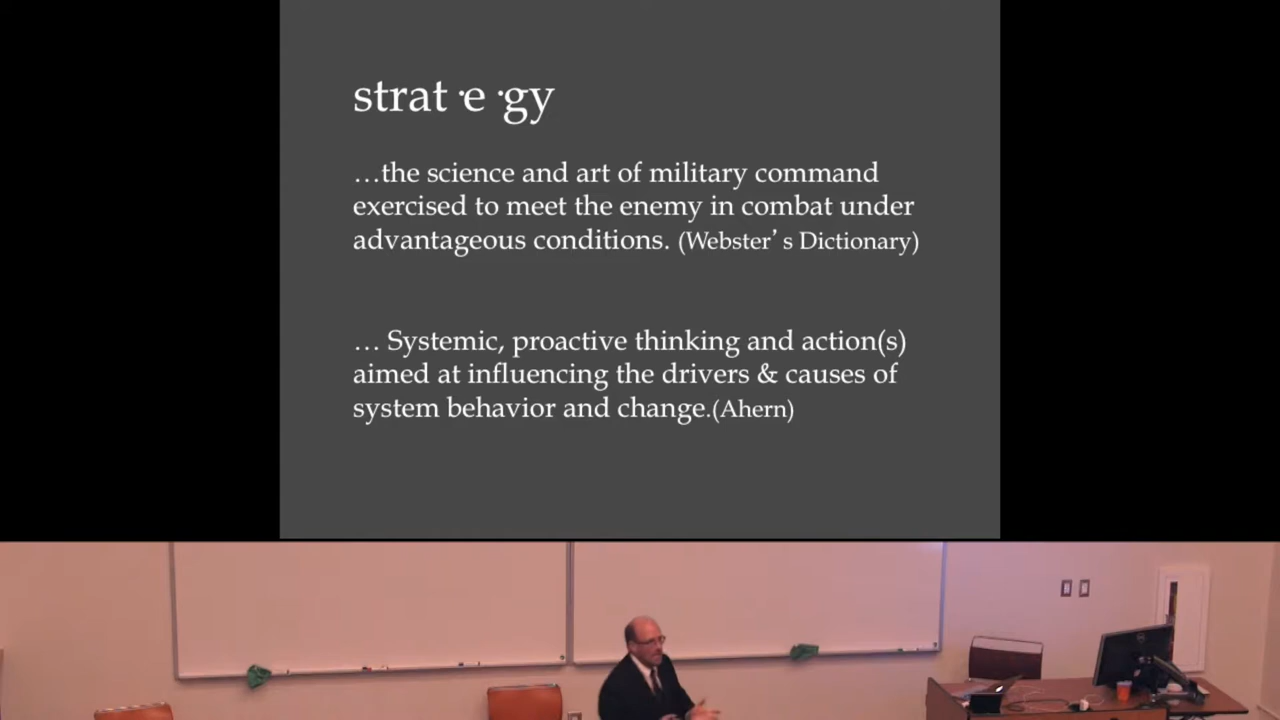 strat ·e ·gy
…the science and art of military command
exercised to meet the enemy in combat under
advantageous conditions. (Webster’s Dictionary)
… Systemic, proactive thinking and action(s)
aimed at influencing the drivers & causes of
system behavior and change.(Ahern)